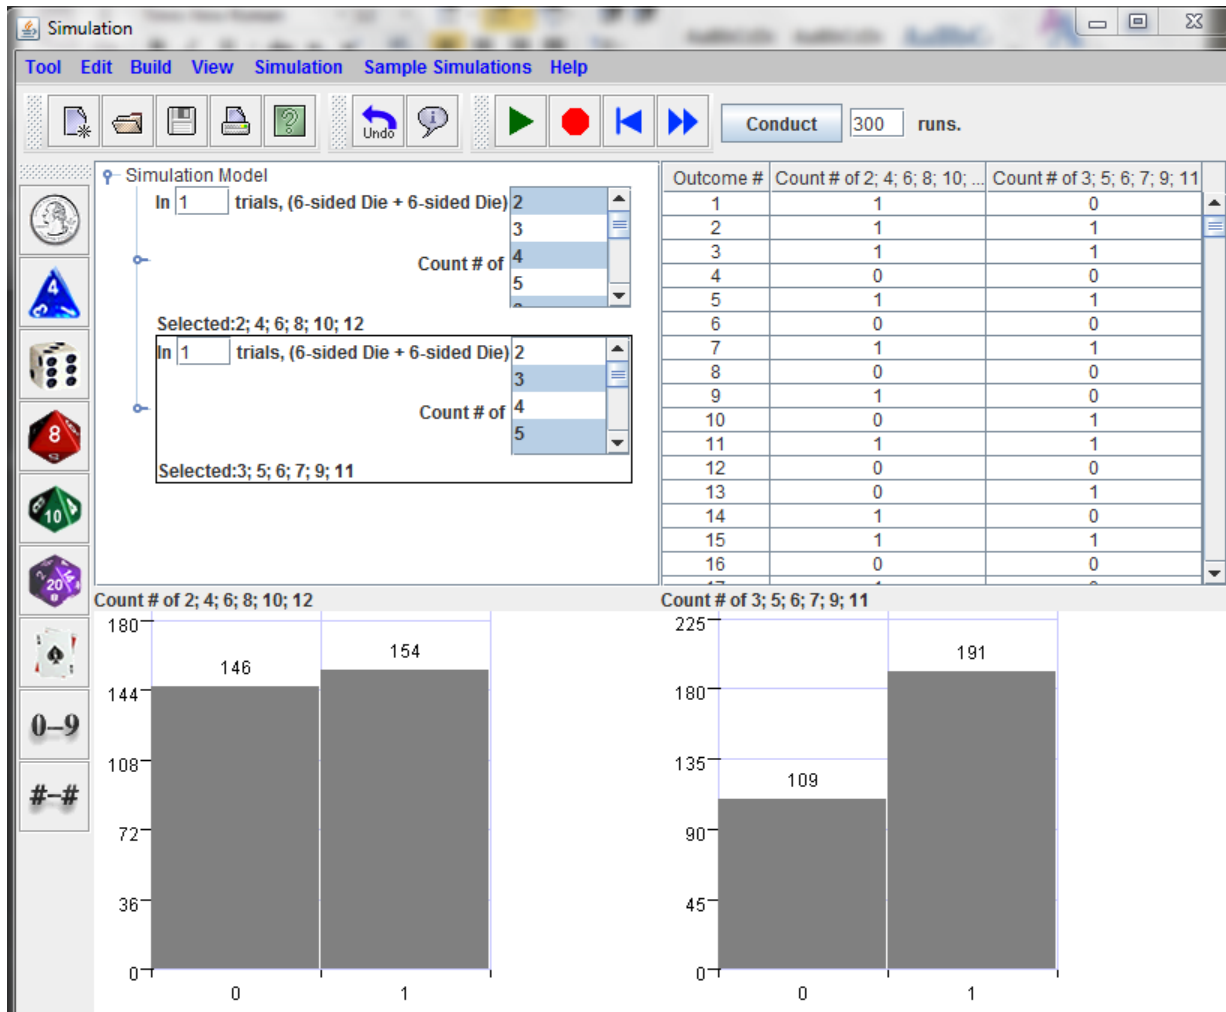 Simulation
Tool Edit Build View Simulation Sample Simulations Help
Undo
Conduct 300 runs.
Simulation Model
In 1 trials, (6-sided Die + 6-sided Die) 2
3
Count # of 4
5
Selected:2; 4; 6; 8; 10; 12
In 1 trials, (6-sided Die + 6-sided Die) 2
3
Count # of 4
5
Selected:3; 5; 6; 7; 9; 11
Outcome # Count # of 2; 4; 6; 8; 10; ... Count # of 3; 5; 6; 7; 9; 11
1 1 0
2 1 1
3 1 1
4 0 0
5 1 1
6 0 0
7 1 1
8 0 0
9 1 0
10 0 1
11 1 1
12 0 0
13 0 1
14 1 0
15 1 1
16 0 0
4
8
10
20
0–9
#–#
Count # of 2; 4; 6; 8; 10; 12
180
144
108
72
36
0
146
154
0 1
Count # of 3; 5; 6; 7; 9; 11
225
180
135
90
45
0
109
191
0 1